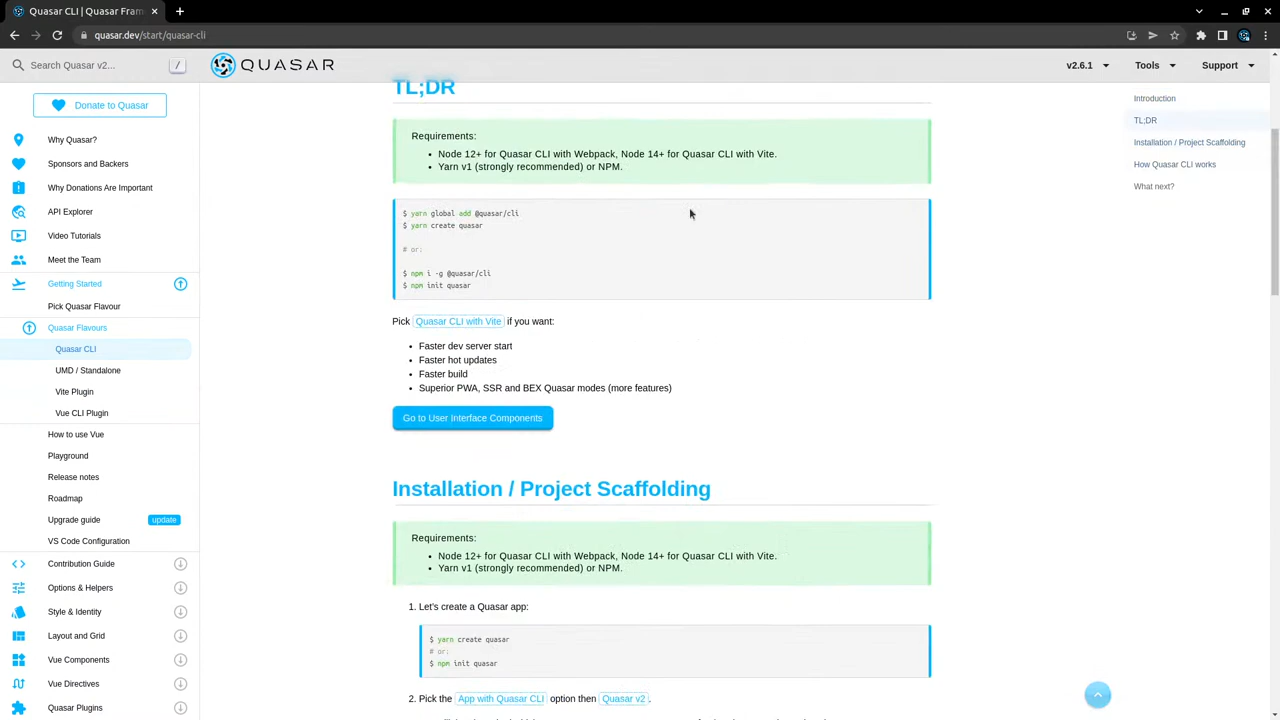 Quasar CLI | Quasar Fra
quasar.dev/start/quasar-cli
Search Quasar v2...
/
QUASAR
v2.6.1
Tools
Support
Donate to Quasar
Why Quasar?
Sponsors and Backers
Why Donations Are Important
API Explorer
Video Tutorials
Meet the Team
Getting Started
Pick Quasar Flavour
Quasar Flavours
Quasar CLI
UMD / Standalone
Vite Plugin
Vue CLI Plugin
How to use Vue
Playground
Release notes
Roadmap
Upgrade guide
update
VS Code Configuration
Contribution Guide
Options & Helpers
Style & Identity
Layout and Grid
Vue Components
Vue Directives
Quasar Plugins
TL;DR
Requirements:
• Node 12+ for Quasar CLI with Webpack, Node 14+ for Quasar CLI with Vite.
• Yarn v1 (strongly recommended) or NPM.
$ yarn global add @quasar/cli
$ yarn create quasar
# or:
$ npm i -g @quasar/cli
$ npm init quasar
Pick Quasar CLI with Vite if you want:
• Faster dev server start
• Faster hot updates
• Faster build
• Superior PWA, SSR and BEX Quasar modes (more features)
Go to User Interface Components
Installation / Project Scaffolding
Requirements:
• Node 12+ for Quasar CLI with Webpack, Node 14+ for Quasar CLI with Vite.
• Yarn v1 (strongly recommended) or NPM.
1. Let's create a Quasar app:
$ yarn create quasar
# or:
$ npm init quasar
2. Pick the App with Quasar CLI option then Quasar v2.
Introduction
TL;DR
Installation / Project Scaffolding
How Quasar CLI works
What next?